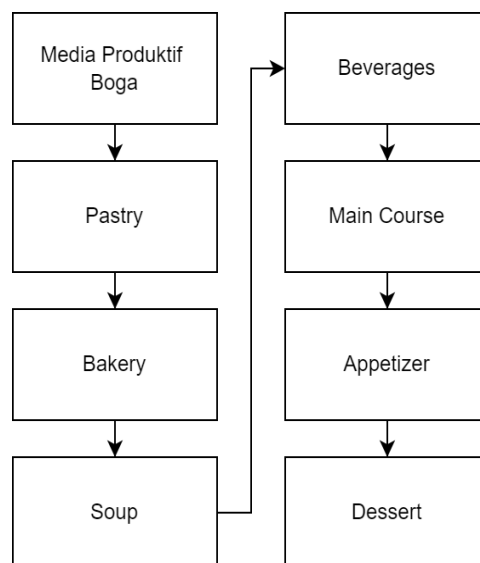 Media Produktif
Boga
Pastry
Bakery
Soup
Beverages
Main Course
Appetizer
Dessert